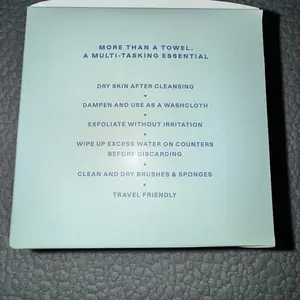 MORE THAN A TOWEL.
A MULTI-TASKING ESSENTIAL
DRY SKIN AFTER CLEANSING
DAMPEN AND USE AS A WASHCLOTH
EXFOLIATE WITHOUT IRRITATION
WIPE UP EXCESS WATER ON COUNTERS
BEFORE DISCARDING
CLEAN AND DRY BRUSHES & SPONGES
TRAVEL FRIENDLY